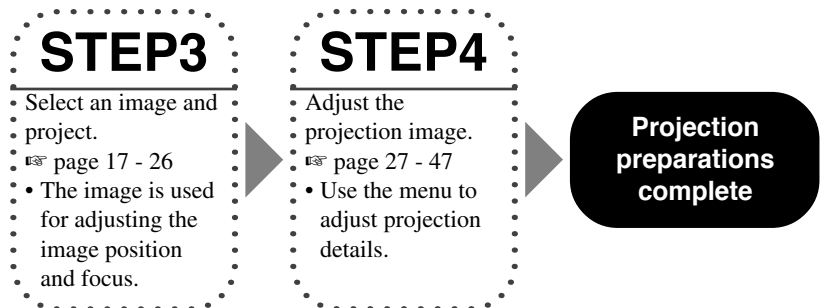 STEP3
Select an image and
project.
☞ page 17 - 26
• The image is used
for adjusting the
image position
and focus.
STEP4
Adjust the
projection image.
☞ page 27 - 47
• Use the menu to
adjust projection
details.
Projection
preparations
complete